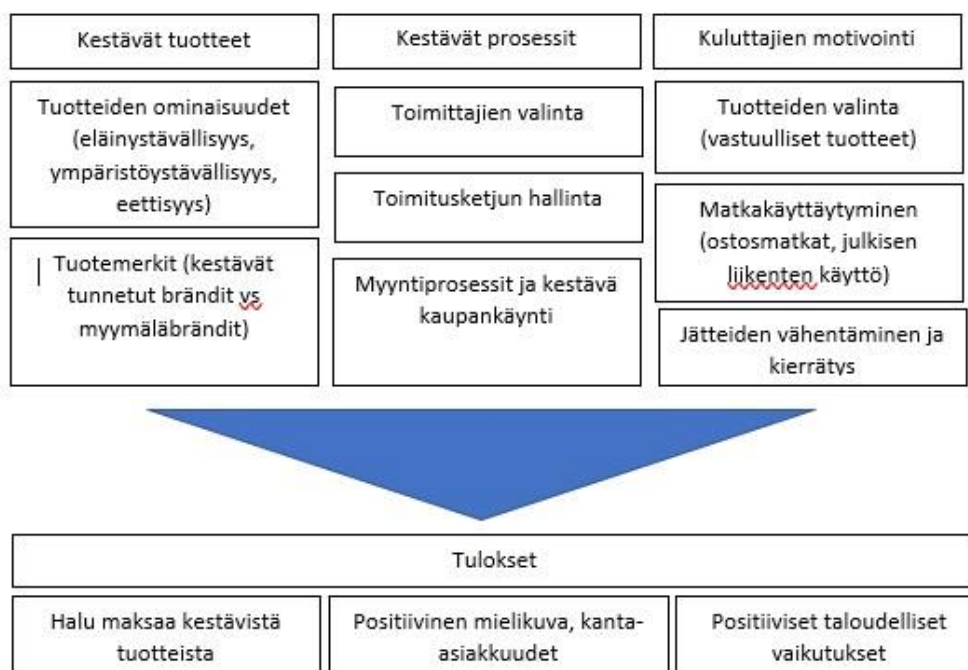 Kestävät tuotteet
Kestävät prosessit
Kuluttajien motivointi
Tuotteiden ominaisuudet
(eläinystävällisyys,
ympäristöystävällisyys,
eettisyys)
Tuotemerkit (kestävät
tunnetut brändit vs
myymäläbrändit)
Toimittajien valinta
Toimitusketjun hallinta
Myyntiprosessit ja kestävä
kaupankäynti
Tuotteiden valinta
(vastuulliset tuotteet)
Matkakäyttäytyminen
(ostosmatkat, julkisen
liikenten käyttö)
Jätteiden vähentäminen ja
kierrätys
Tulokset
Halu maksaa kestävistä
tuotteista
Positiivinen mielikuva, kanta-
asiakkuudet
Positiiviset taloudelliset
vaikutukset